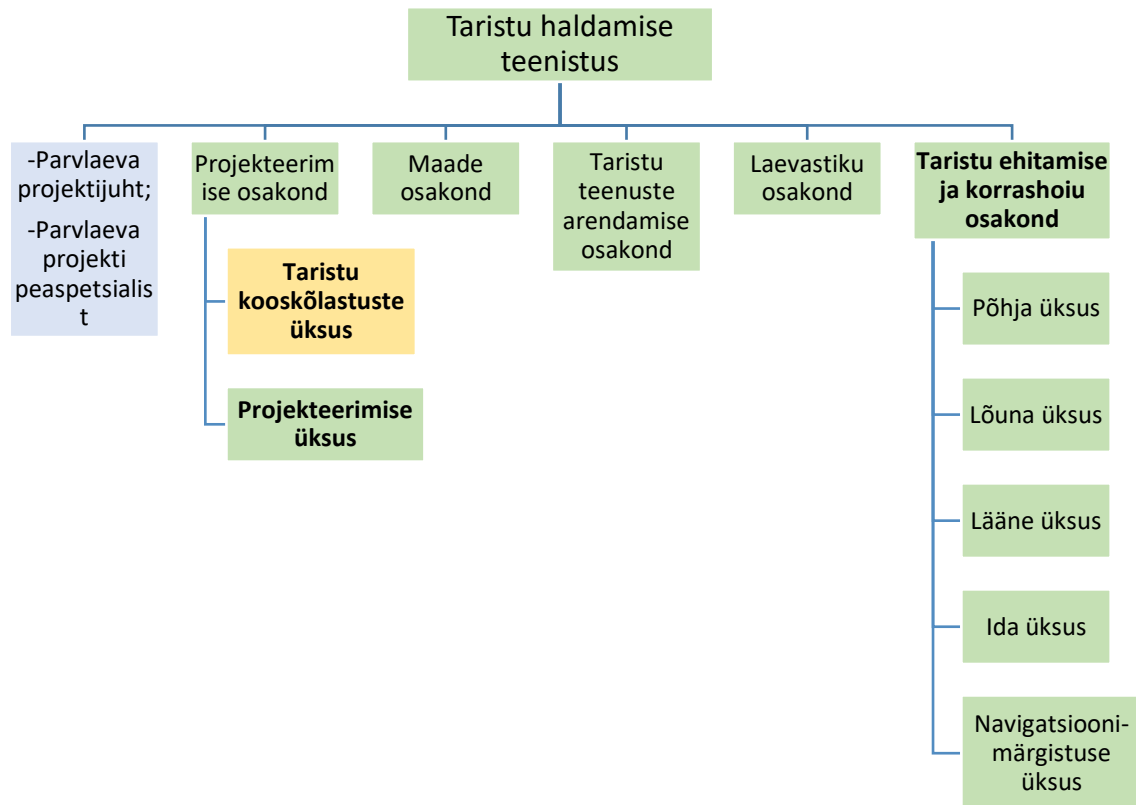 Taristu haldamise
teenistus
-Parvlaeva
projektijuht;
-Parvlaeva
projekti
peaspetsialis
t
Projekteerim
ise osakond
Maade
osakond
Taristu
teenuste
arendamise
osakond
Laevastiku
osakond
Taristu ehitamise
ja korrashoiu
osakond
Taristu
kooskõlastuste
üksus
Projekteerimise
üksus
Põhja üksus
Lõuna üksus
Lääne üksus
Ida üksus
Navigatsiooni-
märgistuse
üksus